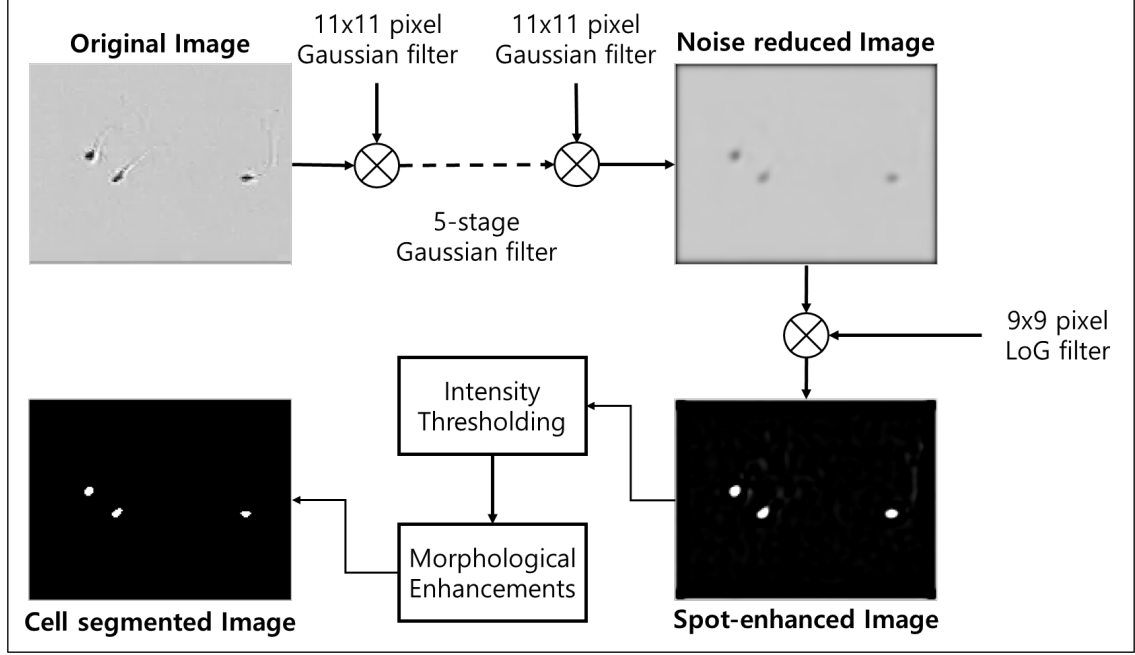 Original Image
11x11 pixel
Gaussian filter
11x11 pixel
Gaussian filter
Noise reduced Image
5-stage
Gaussian filter
9x9 pixel
LoG filter
Intensity
Thresholding
Morphological
Enhancements
Cell segmented Image
Spot-enhanced Image